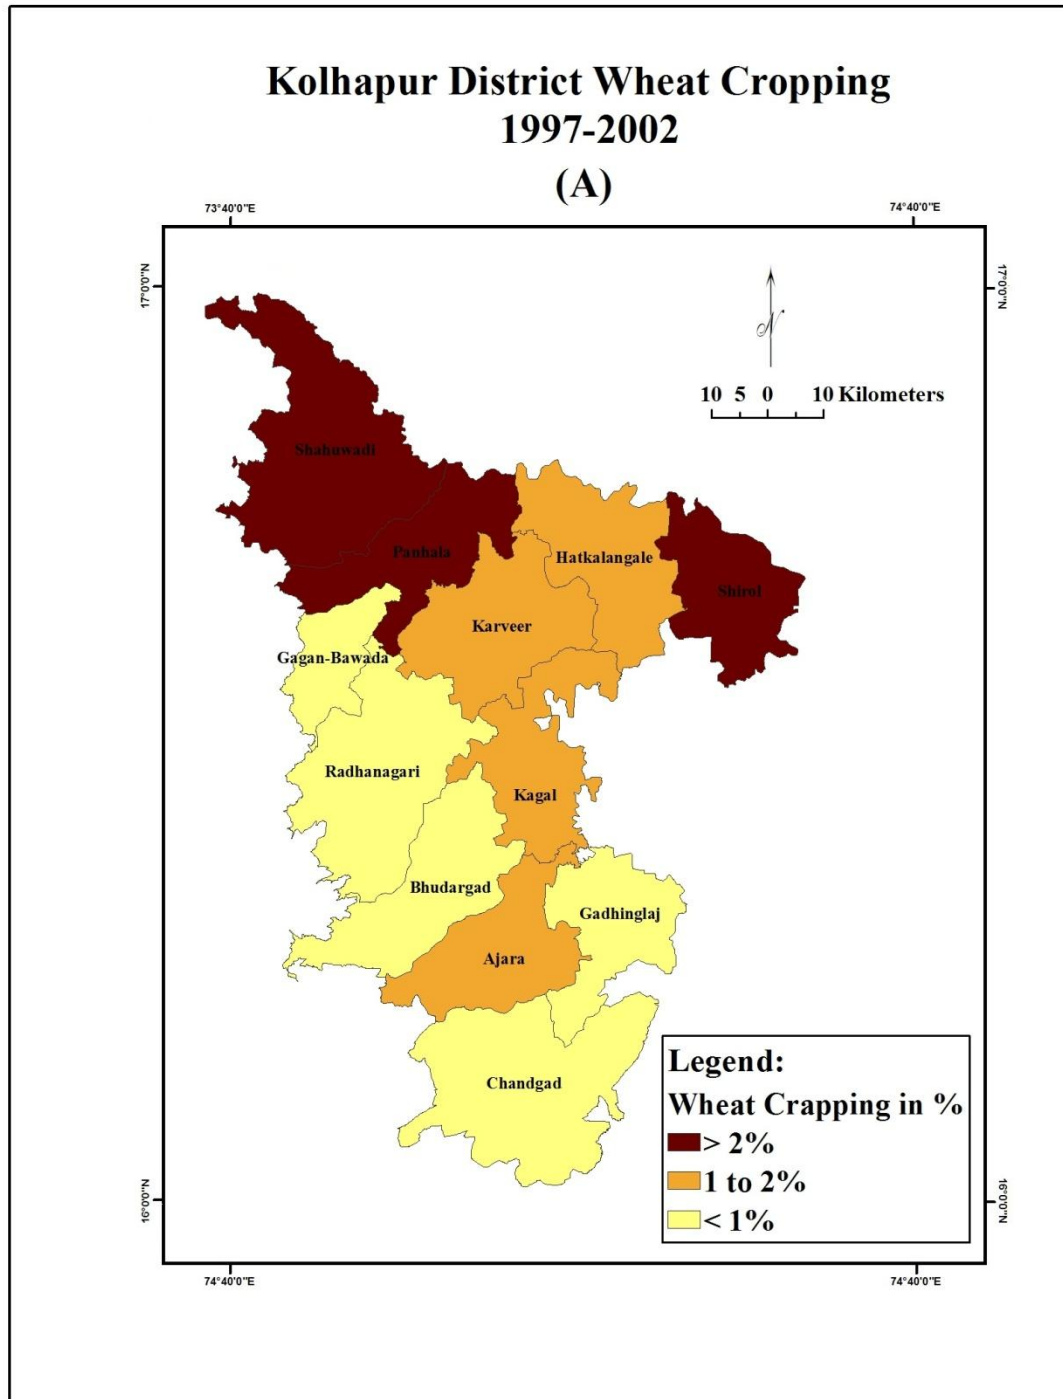 Kolhapur District Wheat Cropping
1997-2002
(A)
73°40'0"E
74°40'0"E
17°0'0"N
17°0'0"N
N
10 5 0 10 Kilometers
Shahuwadi
Panhala
Hatkalangale
Shirol
Karveer
Gagan-Bawada
Radhanagari
Kagal
Bhudargad
Gadhinglaj
Ajara
Chandgad
Legend:
Wheat Crapping in %
> 2%
1 to 2%
< 1%
16°0'0"N
16°0'0"N
74°40'0"E
74°40'0"E